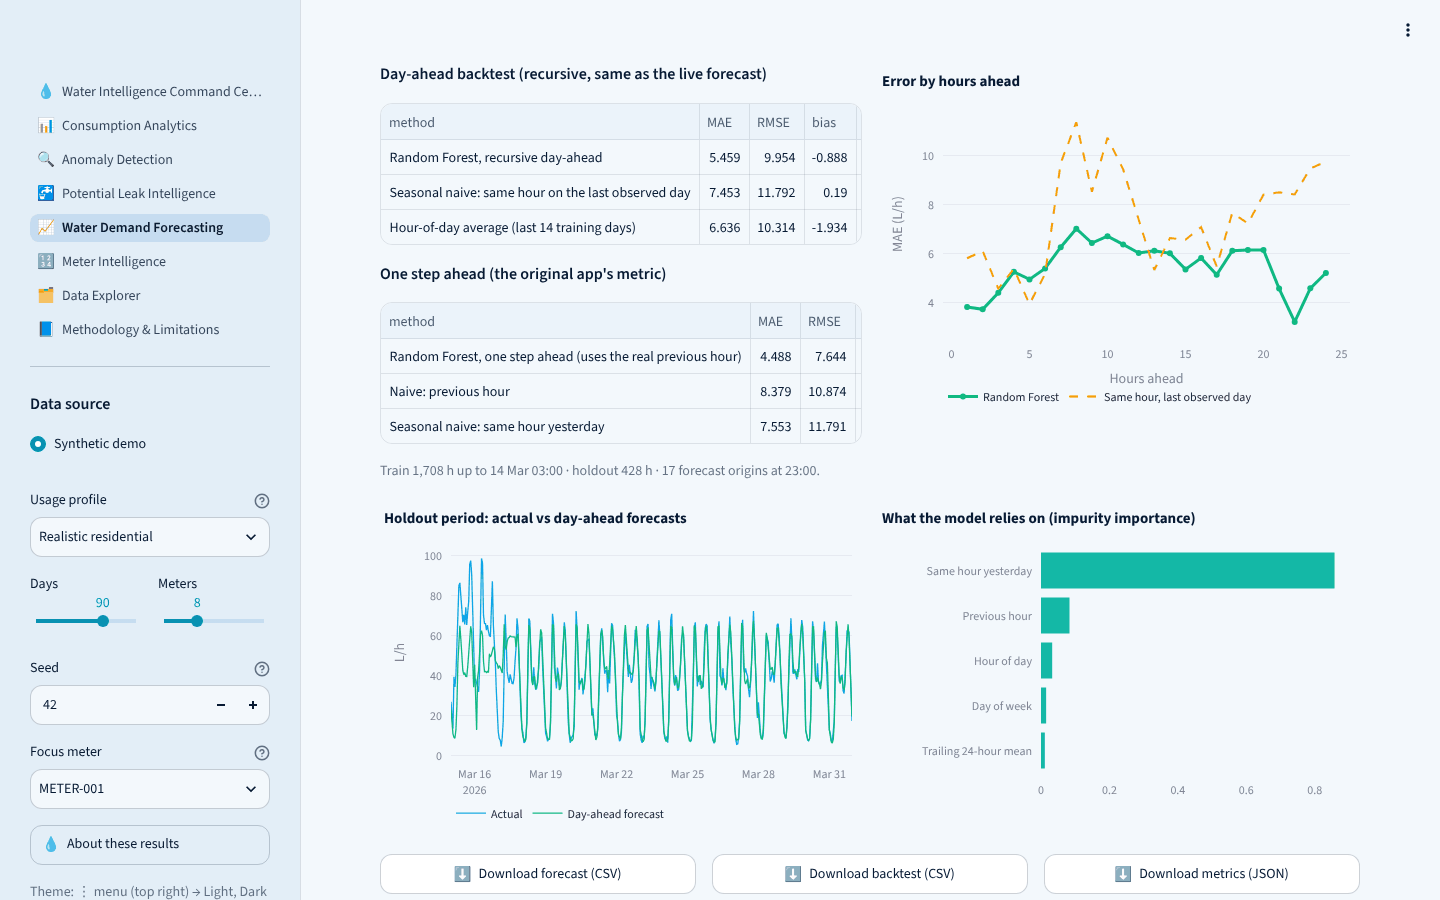 Water Intelligence Command Ce…
Consumption Analytics
Anomaly Detection
Potential Leak Intelligence
Water Demand Forecasting
Meter Intelligence
Data Explorer
Methodology & Limitations
Data source
Synthetic demo
Usage profile
Realistic residential
Days Meters
90 8
Seed
42
Focus meter
METER-001
About these results
Theme: ⋮ menu (top right) → Light, Dark
Day-ahead backtest (recursive, same as the live forecast)
method MAE RMSE bias
Random Forest, recursive day-ahead 5.459 9.954 -0.888
Seasonal naive: same hour on the last observed day 7.453 11.792 0.19
Hour-of-day average (last 14 training days) 6.636 10.314 -1.934
One step ahead (the original app's metric)
method MAE RMSE
Random Forest, one step ahead (uses the real previous hour) 4.488 7.644
Naive: previous hour 8.379 10.874
Seasonal naive: same hour yesterday 7.553 11.791
Train 1,708 h up to 14 Mar 03:00 · holdout 428 h · 17 forecast origins at 23:00.
Error by hours ahead
MAE (L/h)
10
8
6
4
0 5 10 15 20 25
Hours ahead
Random Forest Same hour, last observed day
Holdout period: actual vs day-ahead forecasts
L/h
100
80
60
40
20
0
Mar 16 Mar 19 Mar 22 Mar 25 Mar 28 Mar 31
2026
Actual Day-ahead forecast
What the model relies on (impurity importance)
Same hour yesterday
Previous hour
Hour of day
Day of week
Trailing 24-hour mean
0 0.2 0.4 0.6 0.8
Download forecast (CSV)
Download backtest (CSV)
Download metrics (JSON)